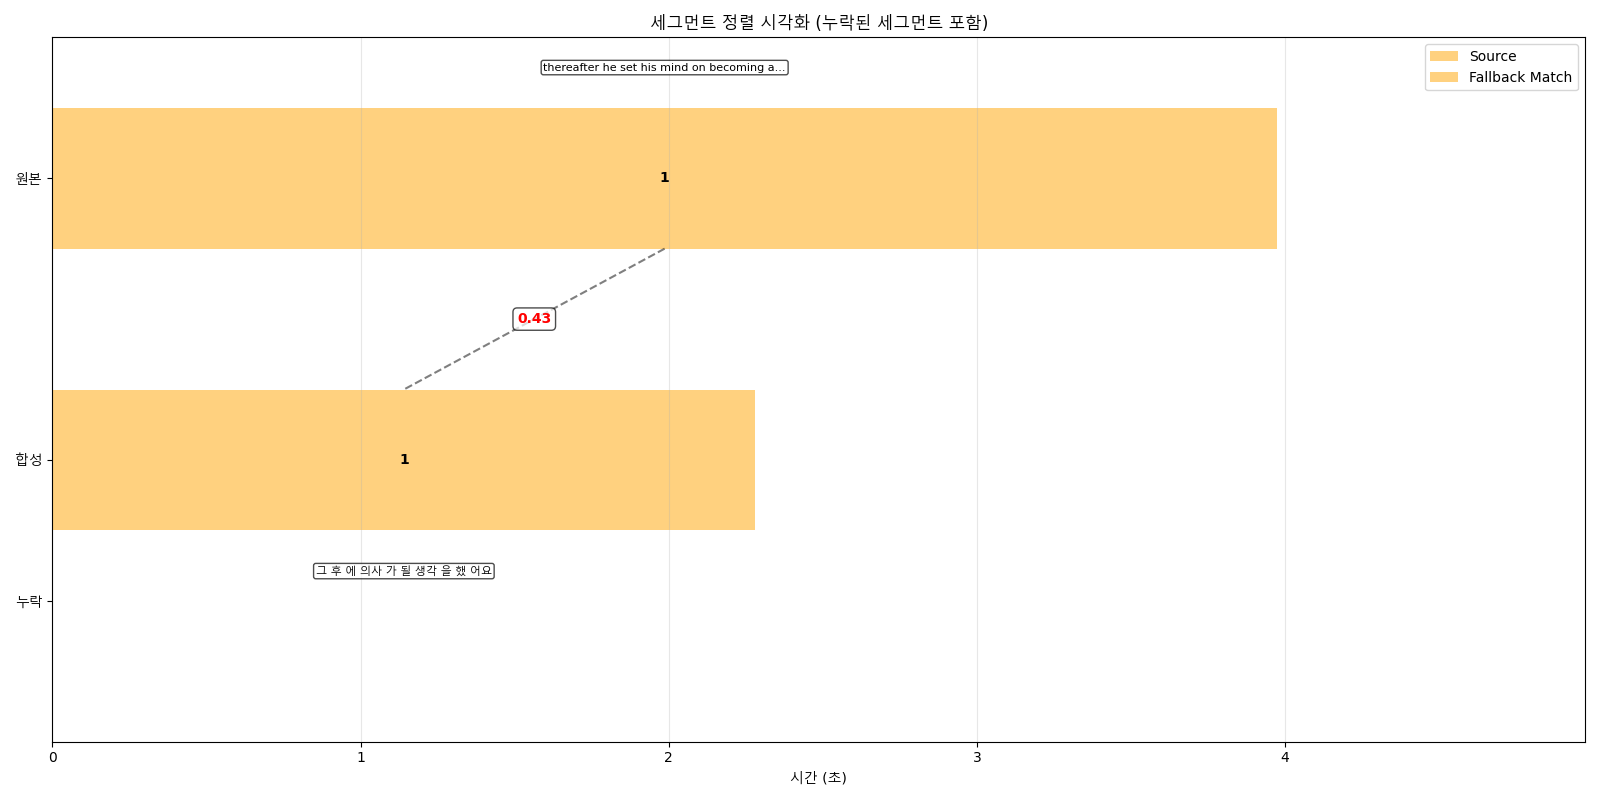 세그먼트 정렬 시각화 (누락된 세그먼트 포함)
thereafter he set his mind on becoming a...
Source
Fallback Match
원본
1
0.43
합성
1
그 후 에 의사 가 될 생각 을 했 어요
누락
0 1 2 3 4
시간 (초)